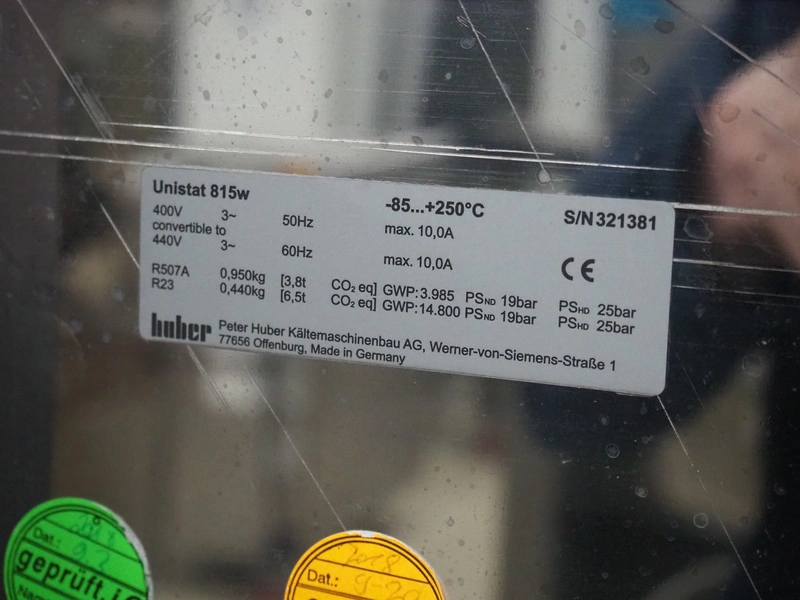 Unistat 815w -85...+250°C S/N 321381
400V 3~ 50Hz max. 10,0A
convertible to
440V 3~ 60Hz max. 10,0A
CE
R507A 0,950kg [3,8t CO₂ eq] GWP:3.985 PSND 19bar PSHD 25bar
R23 0,440kg [6,5t CO₂ eq] GWP:14.800 PSND 19bar PSHD 25bar
huber Peter Huber Kältemaschinenbau AG, Werner-von-Siemens-Straße 1
77656 Offenburg, Made in Germany
Dat.:
geprüft
2018
Dat.: